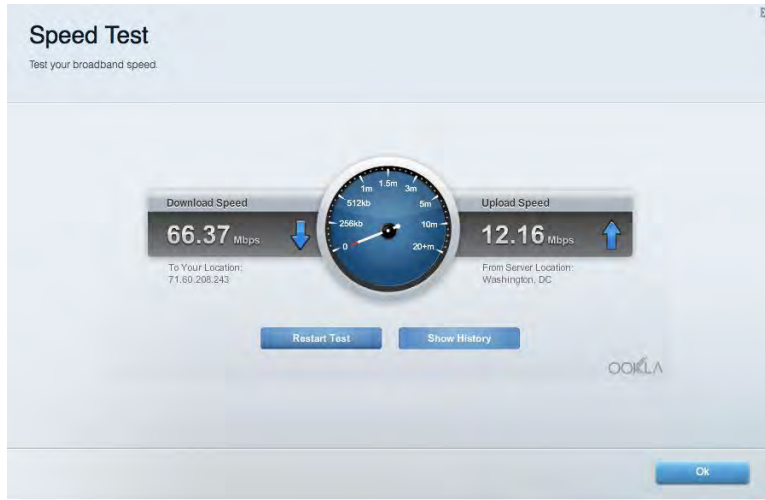 Speed Test
Test your broadband speed.
Download Speed
66.37 Mbps
To Your Location:
71.60.208.243
0
256kb
512kb
1m
1.5m
3m
5m
10m
20+m
Upload Speed
12.16 Mbps
From Server Location:
Washington, DC
Restart Test
Show History
OOKLA
Ok